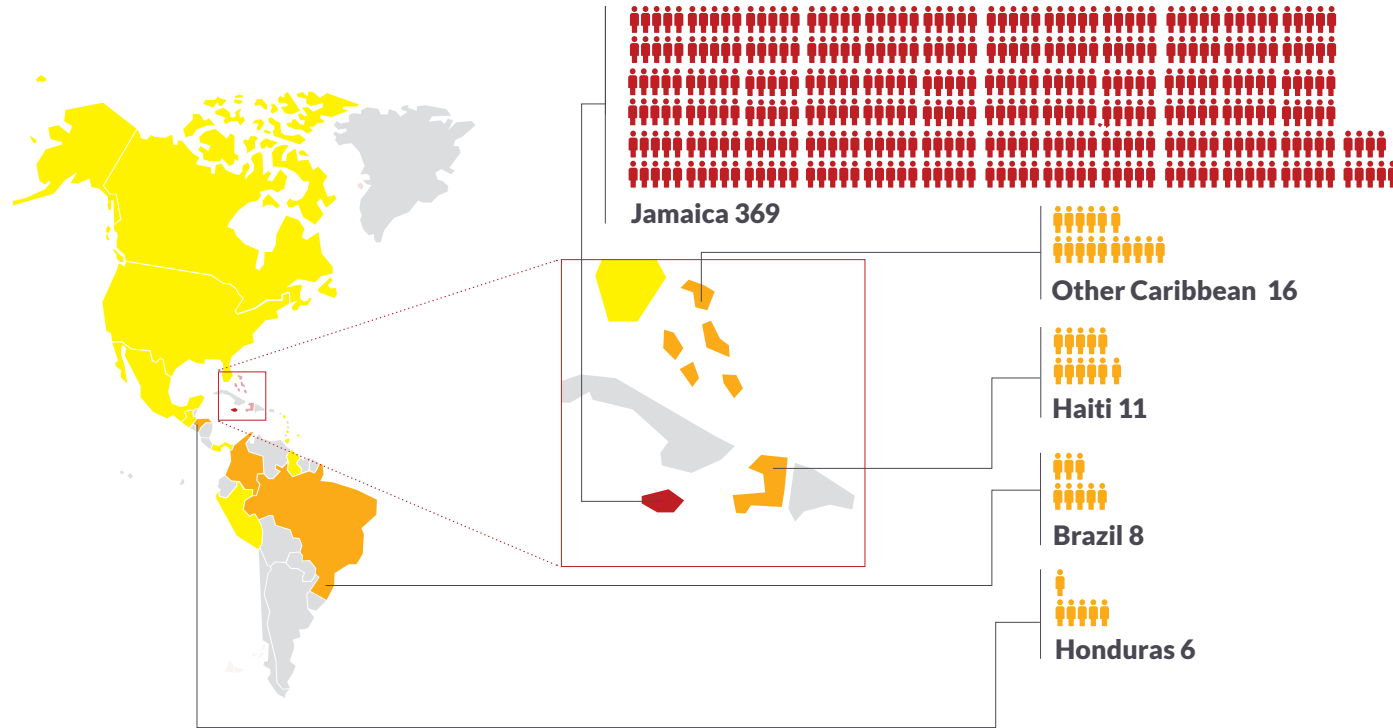 Jamaica 369
Other Caribbean 16
Haiti 11
Brazil 8
Honduras 6